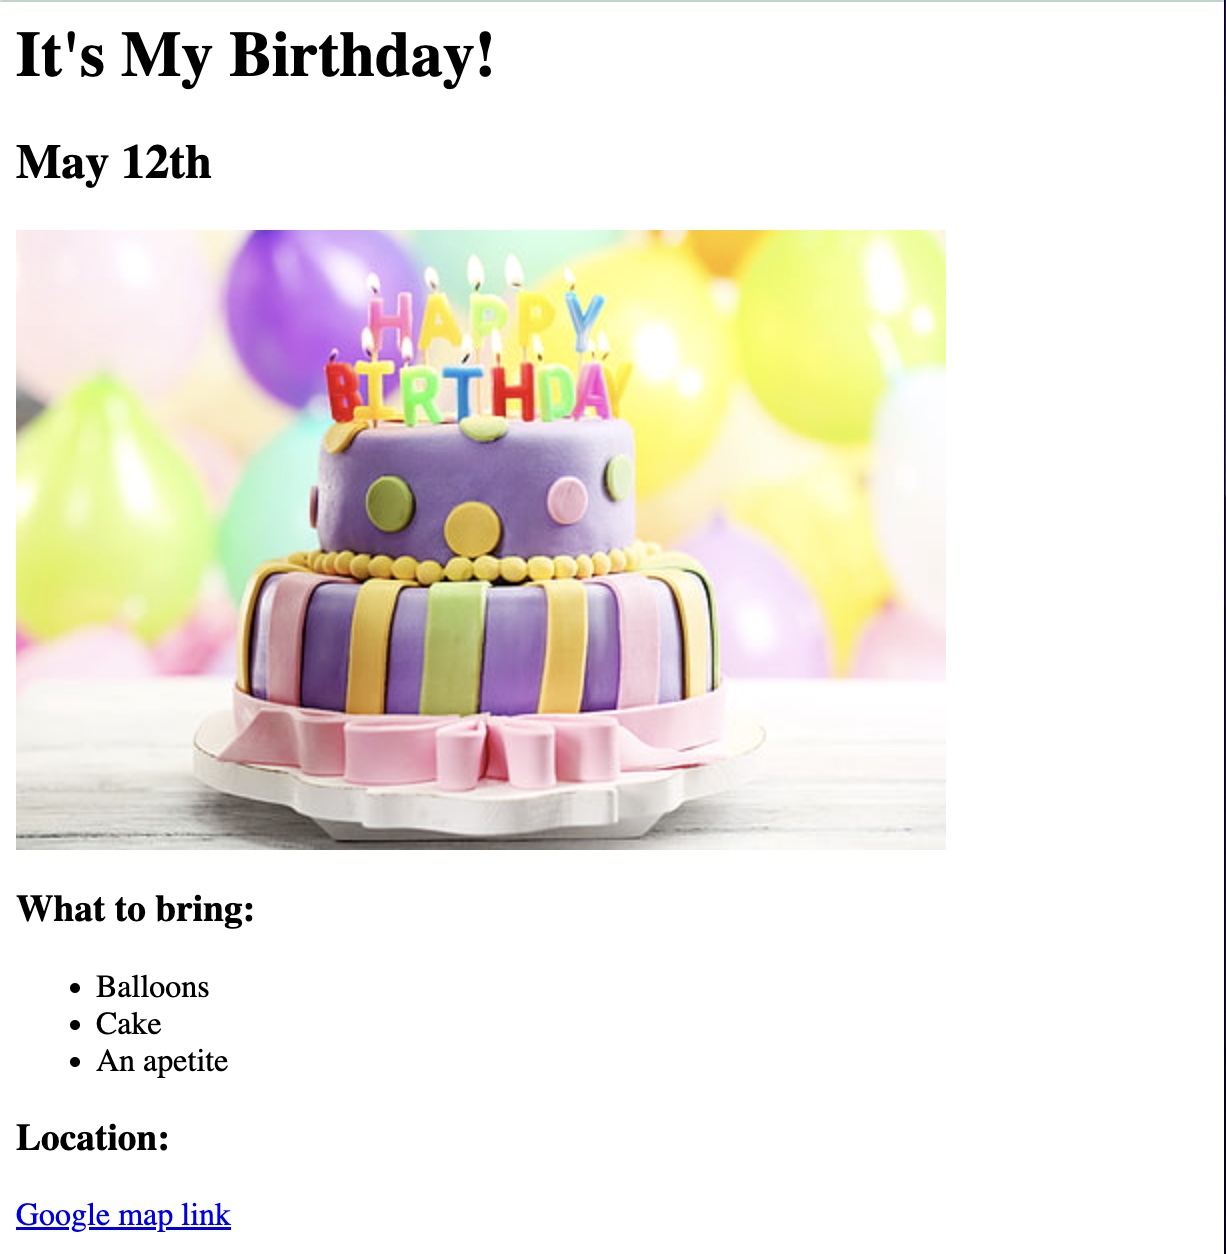 It's My Birthday!
May 12th
HAPPY
BIRTHDAY
What to bring:
Balloons
Cake
An apetite
Location:
Google map link